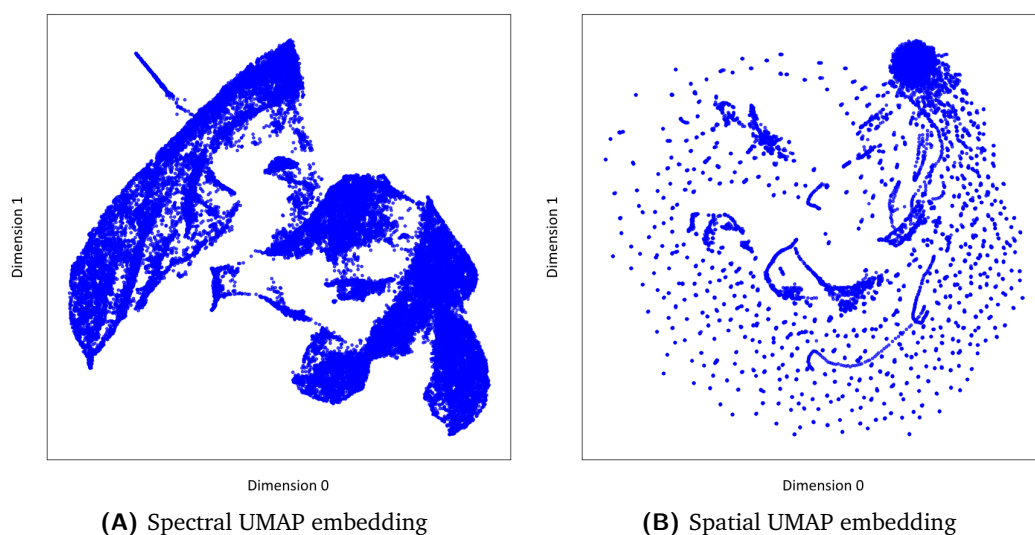 Dimension 1
Dimension 0
(A) Spectral UMAP embedding
Dimension 1
Dimension 0
(B) Spatial UMAP embedding